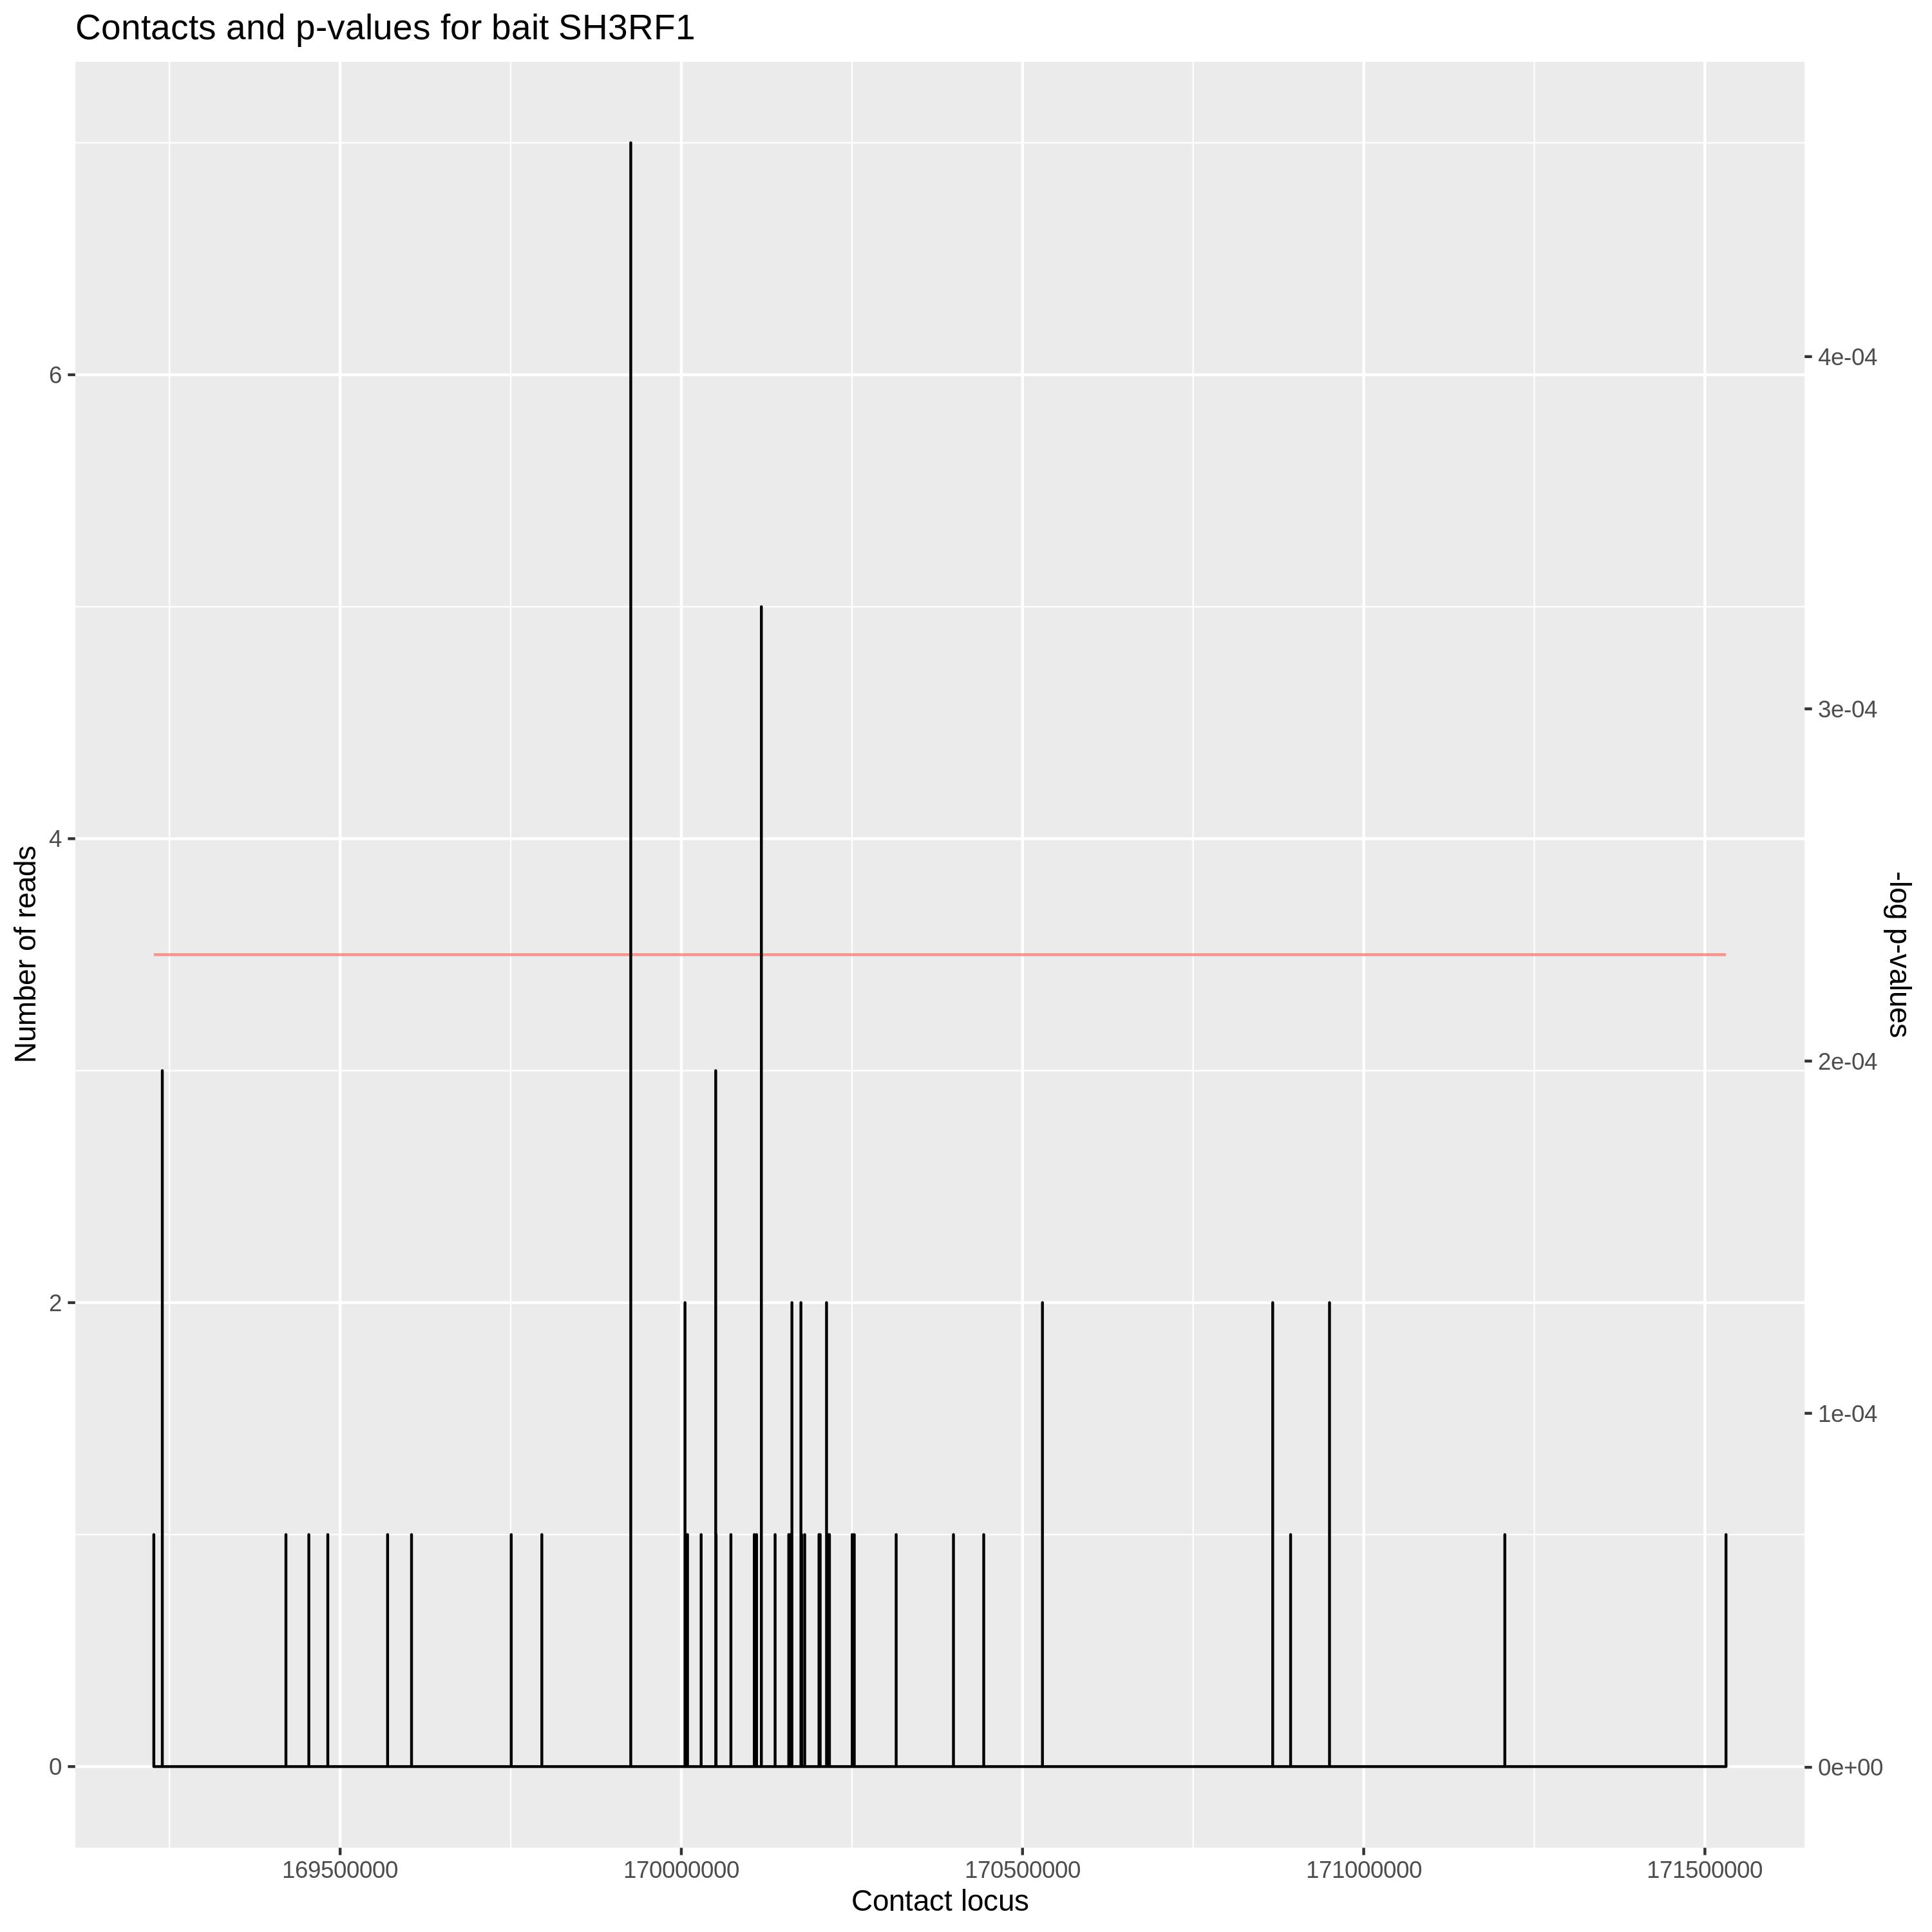 Contacts and p-values for bait SH3RF1
6
4
2
0
Number of reads
4e-04
3e-04
2e-04
1e-04
0e+00
-log p-values
169500000 170000000 170500000 171000000 171500000
Contact locus